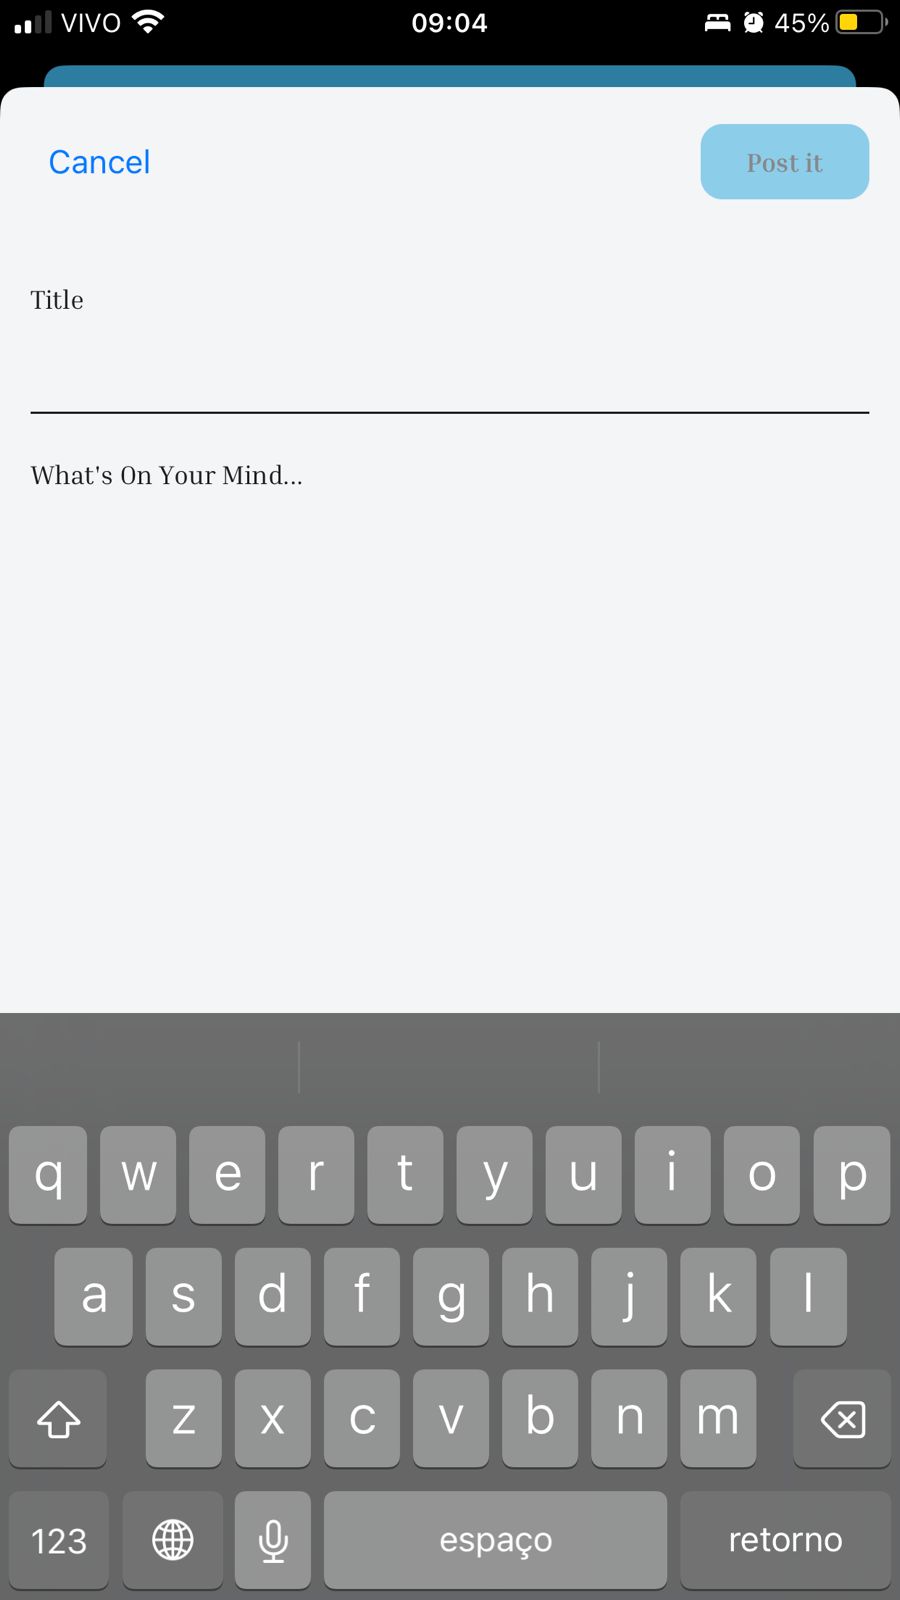 VIVO 09:04 45%
Cancel Post it
Title
What's On Your Mind...
q w e r t y u i o p
a s d f g h j k l
z x c v b n m
123 espaço retorno